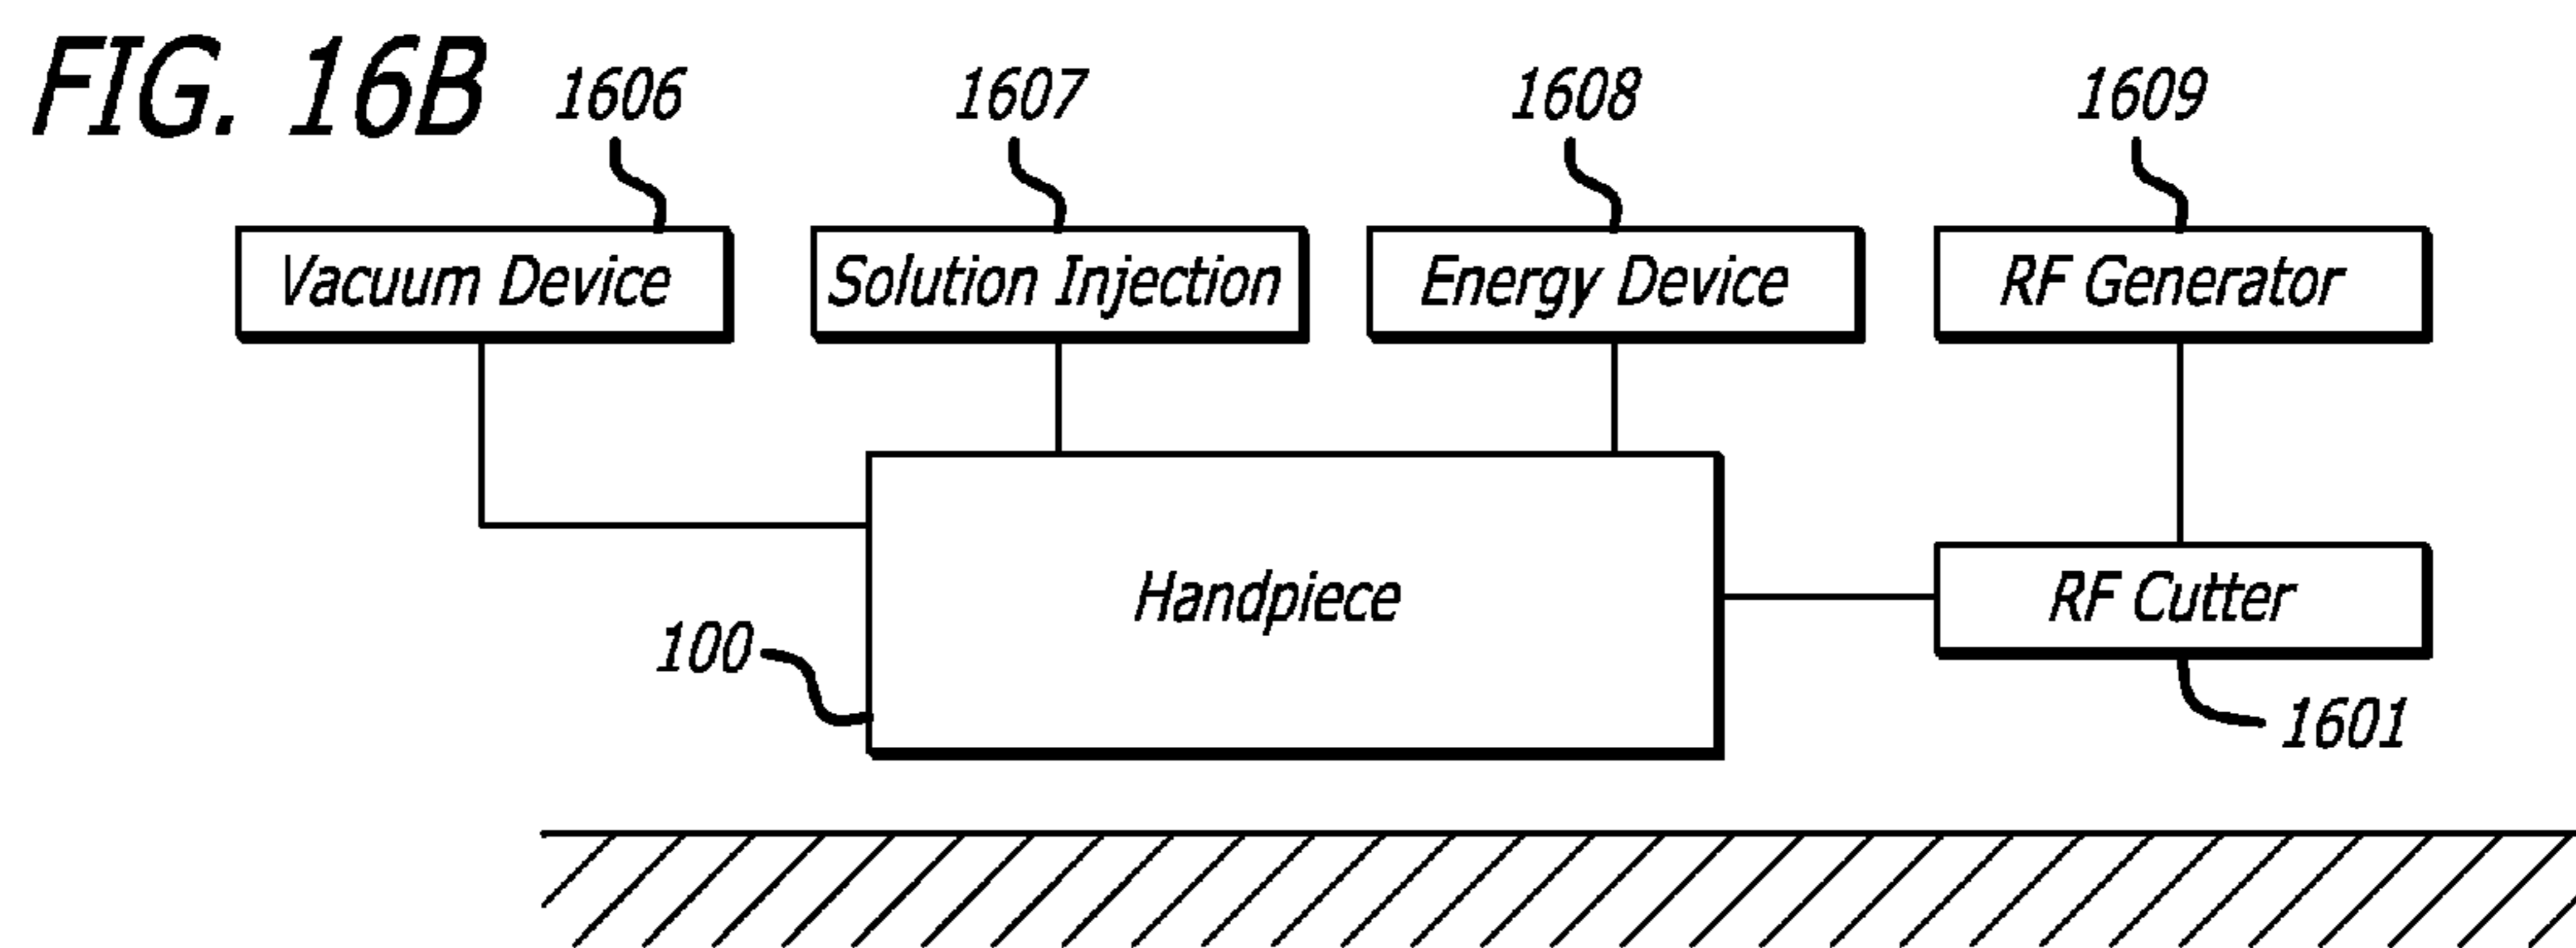 FIG. 16B
1606
1607
1608
1609
Vacuum Device
Solution Injection
Energy Device
RF Generator
Handpiece
RF Cutter
100
1601